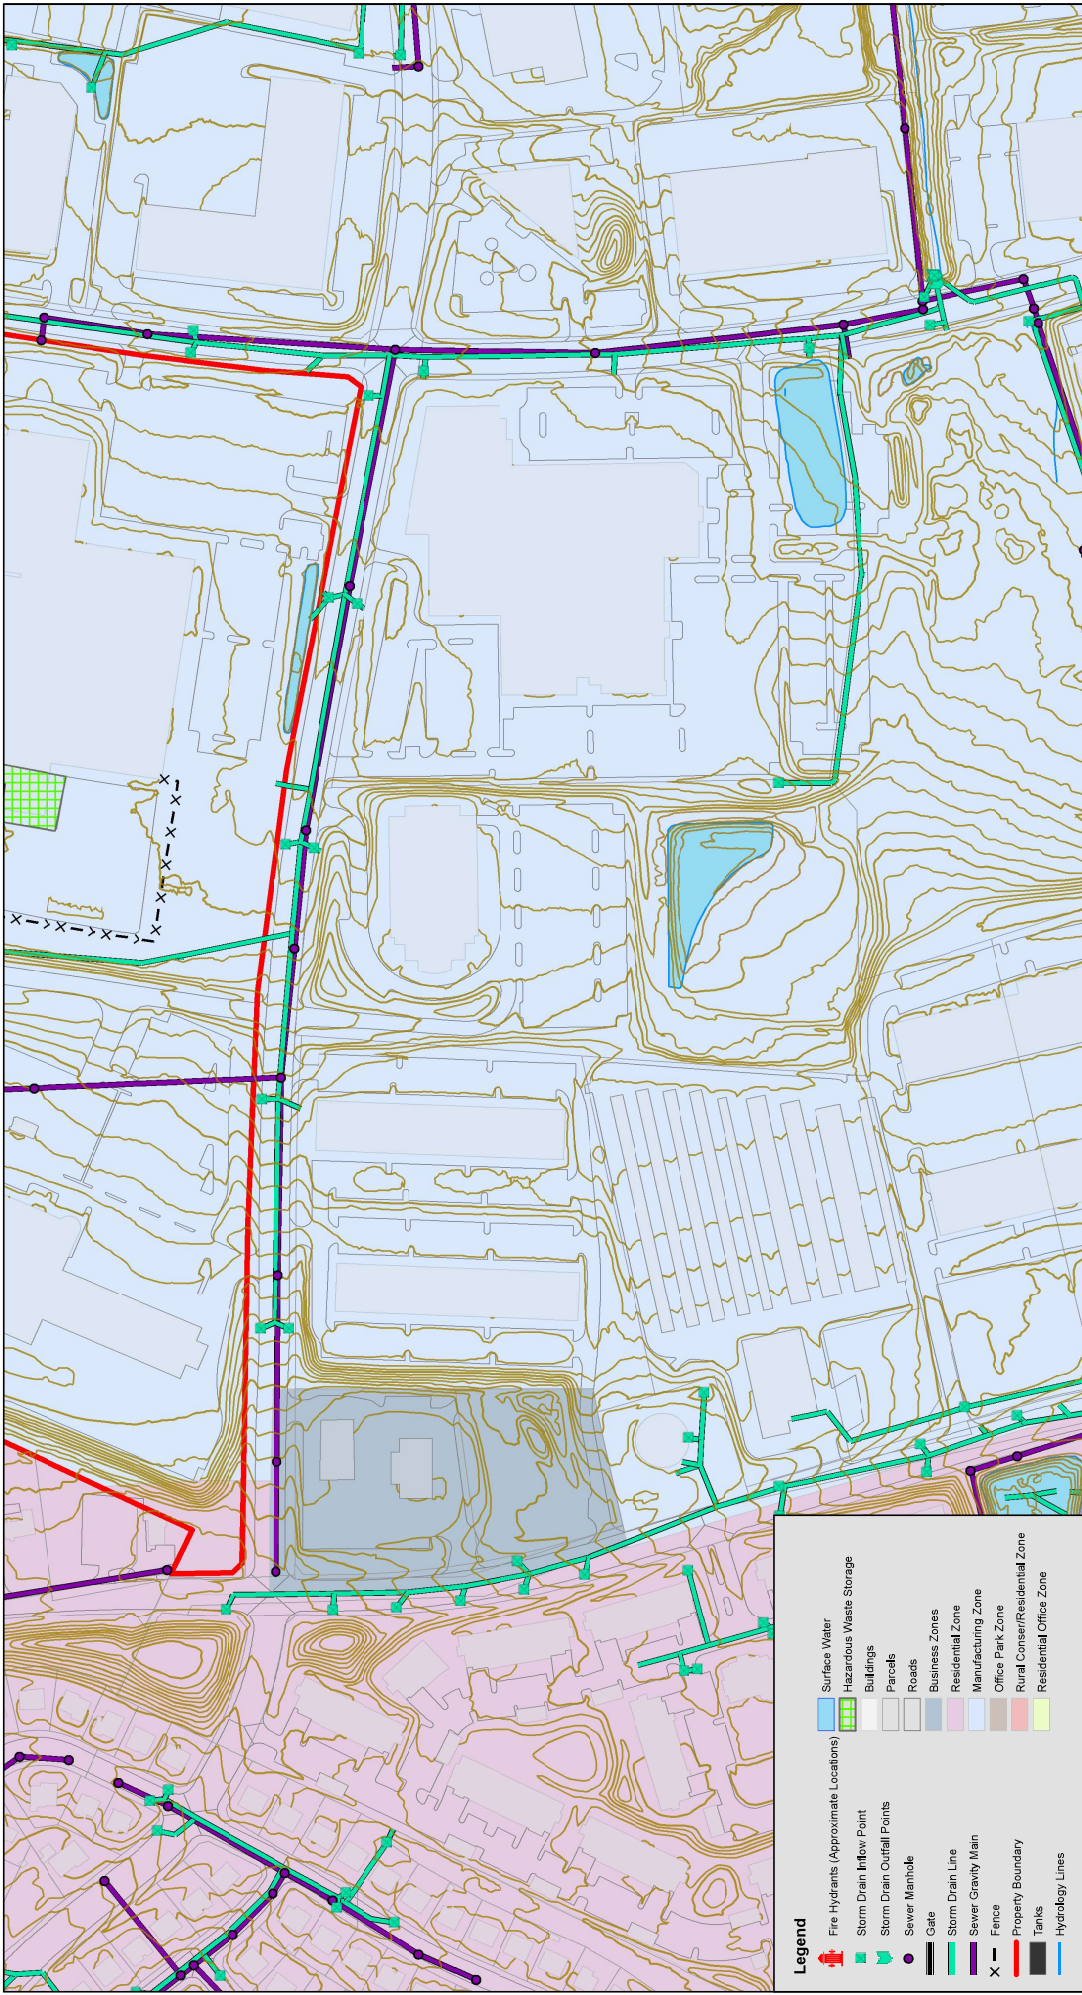 Legend
Fire Hydrants (Approximate Locations)
Storm Drain Inflow Point
Storm Drain Outfall Points
Sewer Manhole
Gate
Storm Drain Line
Sewer Gravity Main
Fence
Property Boundary
Tanks
Hydrology Lines
Surface Water
Hazardous Waste Storage
Buildings
Parcels
Roads
Business Zones
Residential Zone
Manufacturing Zone
Office Park Zone
Rural Conser/Residential Zone
Residential Office Zone